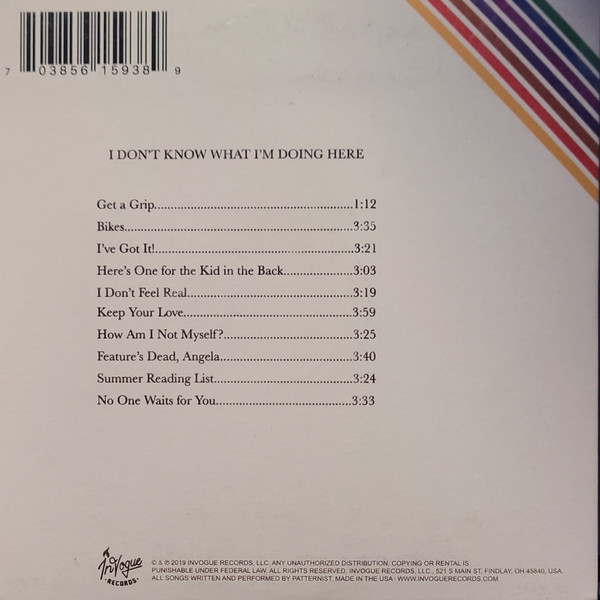 7 03856 15938 9
I DON'T KNOW WHAT I'M DOING HERE
Get a Grip..................................................1:12
Bikes..........................................................3:35
I've Got It!..................................................3:21
Here's One for the Kid in the Back.................3:03
I Don't Feel Real..........................................3:19
Keep Your Love...........................................3:59
How Am I Not Myself?................................3:25
Feature's Dead, Angela.................................3:40
Summer Reading List...................................3:24
No One Waits for You..................................3:33
InVogue
·RECORDS·
© & ℗ 2019 INVOGUE RECORDS, LLC, ANY UNAUTHORIZED DISTRIBUTION, COPYING OR RENTAL IS
PUNISHABLE UNDER FEDERAL LAW. ALL RIGHTS RESERVED. INVOGUE RECORDS, LLC., 521 S MAIN ST, FINDLAY, OH 45840, USA.
ALL SONGS WRITTEN AND PERFORMED BY PATTERNIST. MADE IN THE USA · WWW.INVOGUERECORDS.COM